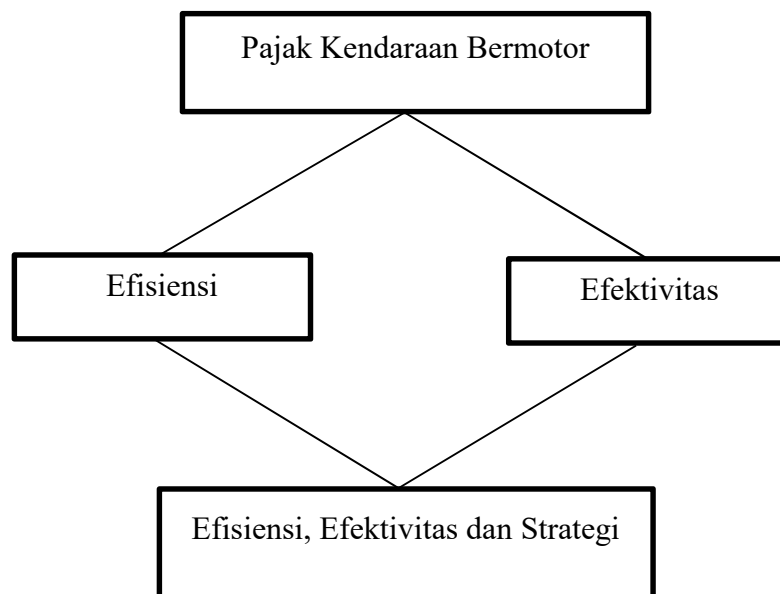 Pajak Kendaraan Bermotor
Efisiensi
Efektivitas
Efisiensi, Efektivitas dan Strategi